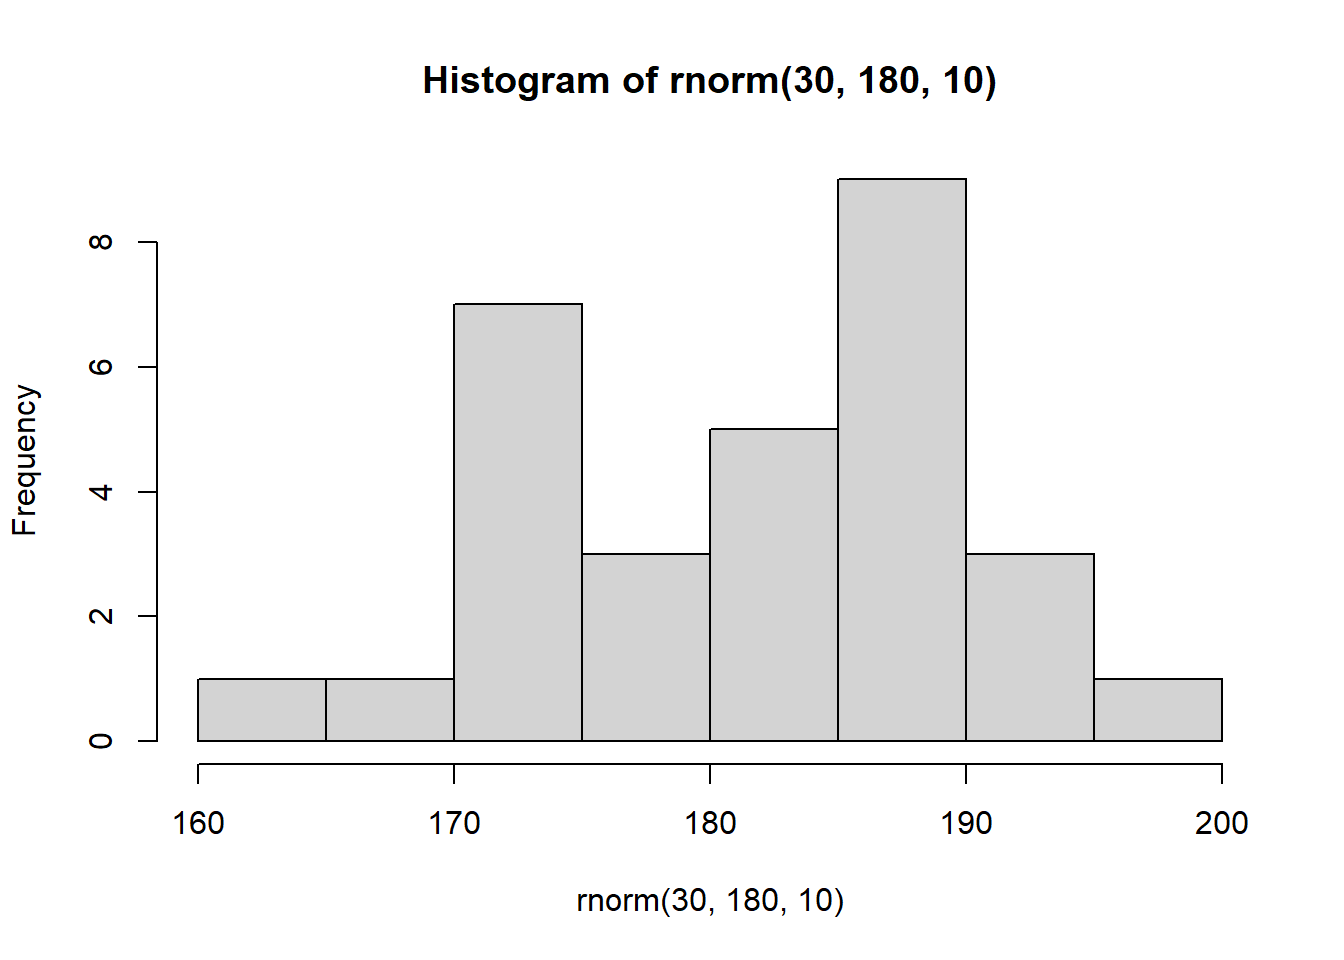 Histogram of rnorm(30, 180, 10)
Frequency
8
6
4
2
0
160 170 180 190 200
rnorm(30, 180, 10)